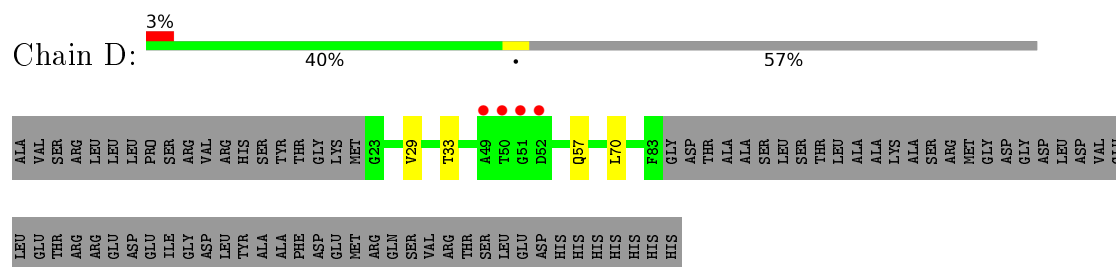 3%
Chain D:
40% • 57%
ALA VAL SER ARG LEU LEU LEU PRO SER ARG VAL ARG HIS SER TYR THR GLY LYS MET G23 V29 T33 A49 T50 G51 D52 Q57 L70 F83 GLY ASP THR ALA ALA SER LEU SER THR LEU ALA ALA LYS ALA SER ARG MET GLY ASP GLY ASP LEU ASP VAL
LEU GLU THR ARG ARG GLU ASP GLU ILE GLY ASP LEU TYR ALA ALA PHE ASP GLU MET ARG GLN SER VAL ARG THR SER LEU GLU ASP HIS HIS HIS HIS HIS HIS HIS